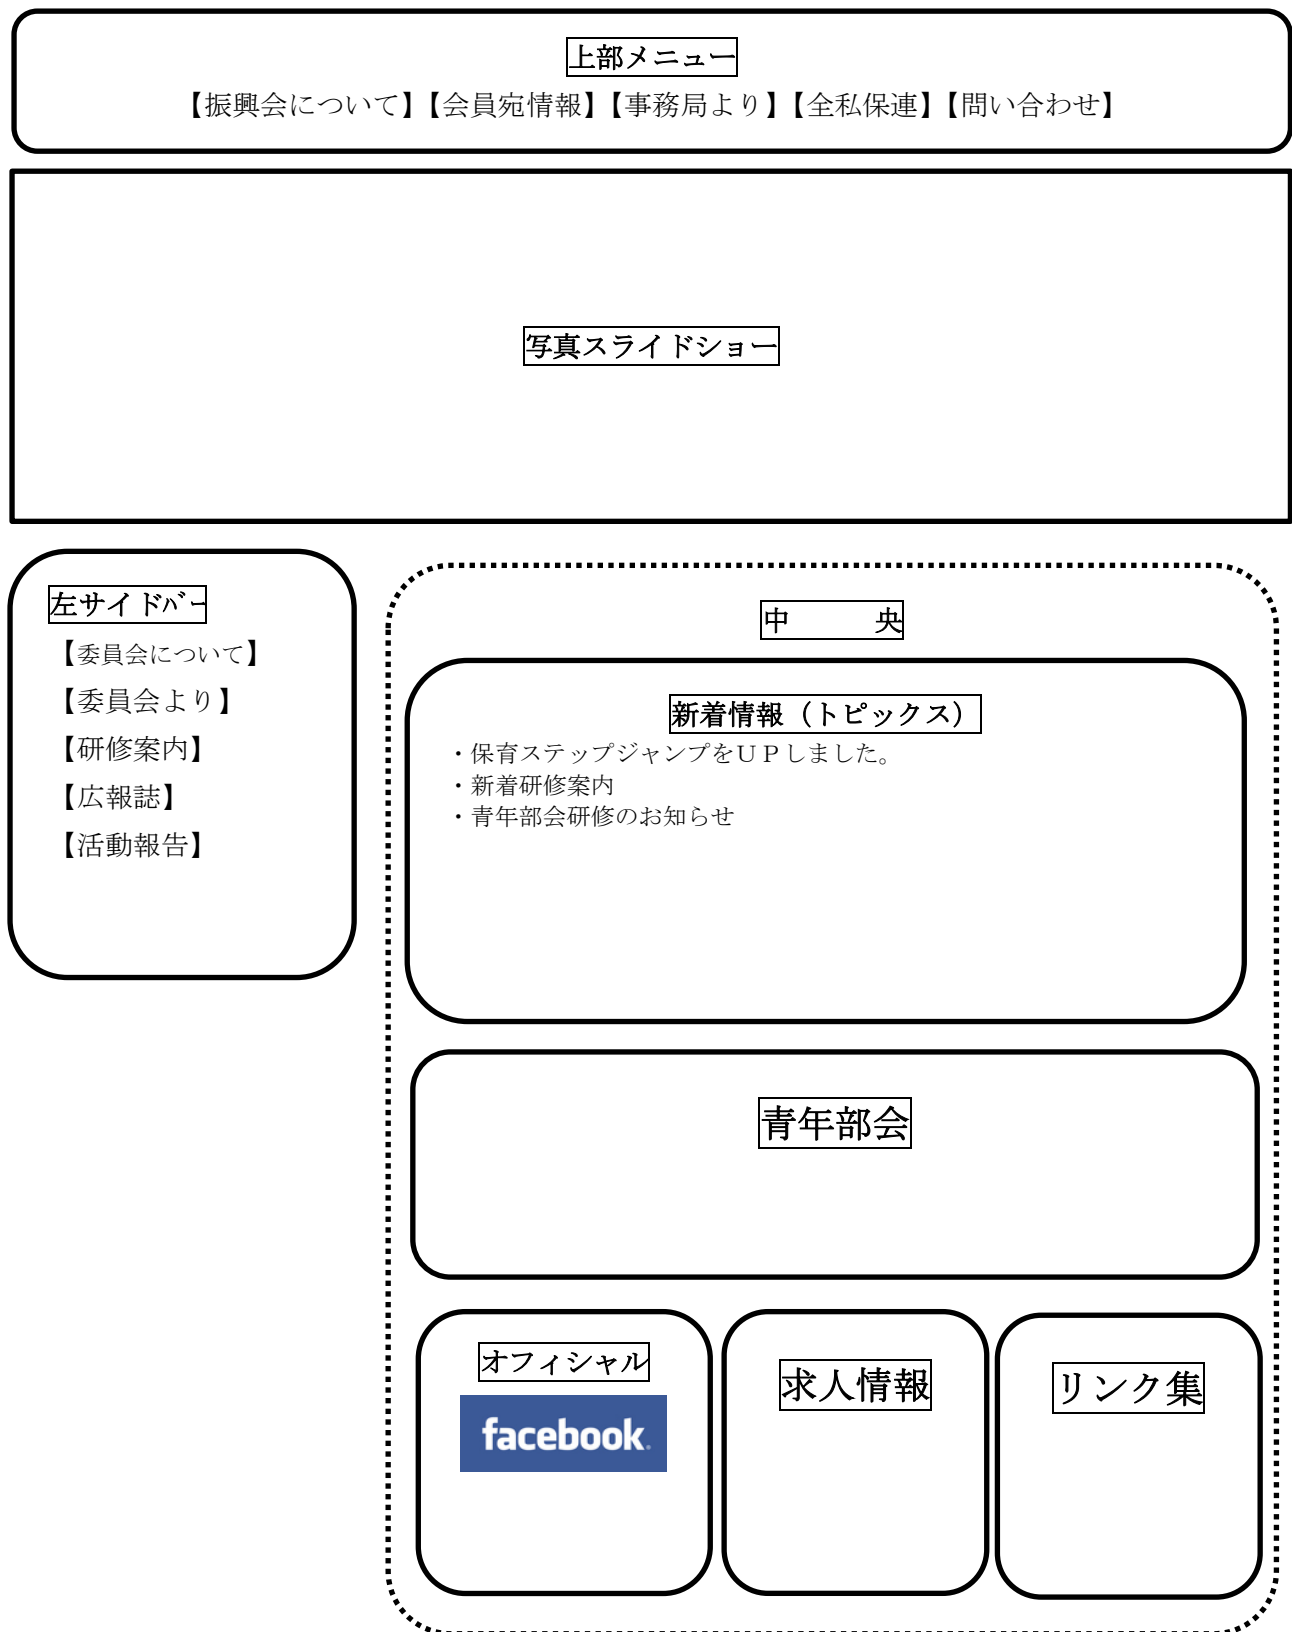 上部メニュー
【振興会について】【会員宛情報】【事務局より】【全私保連】【問い合わせ】
写真スライドショー
左サイドバー
【委員会について】
【委員会より】
【研修案内】
【広報誌】
【活動報告】
中　　　央
新着情報（トピックス）
・保育ステップジャンプをＵＰしました。
・新着研修案内
・青年部会研修のお知らせ
青年部会
オフィシャル
facebook.
求人情報
リンク集